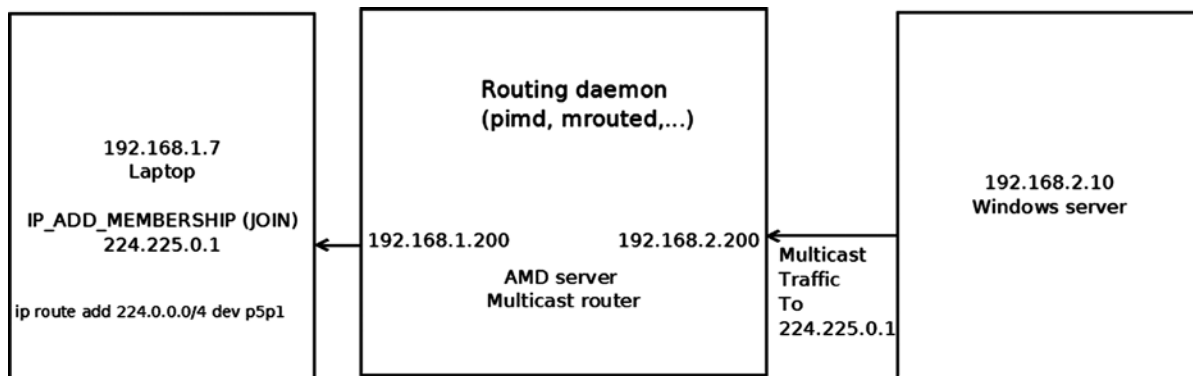 192.168.1.7
Laptop
IP_ADD_MEMBERSHIP (JOIN)
224.225.0.1
ip route add 224.0.0.0/4 dev p5p1
Routing daemon
(pimd, mrouted,...)
192.168.1.200
192.168.2.200
AMD server
Multicast router
Multicast
Traffic
To
224.225.0.1
192.168.2.10
Windows server